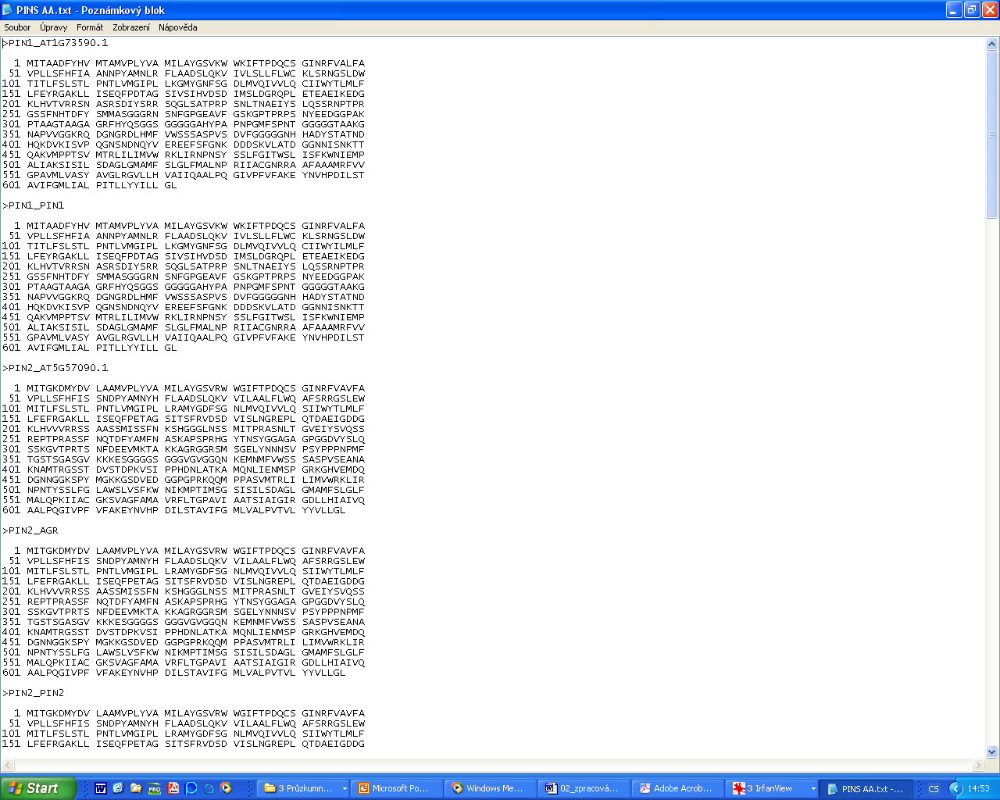 PINS AA.txt - Poznámkový blok
Soubor Úpravy Formát Zobrazení Nápověda
>PIN1_AT1G73590.1
1 MITAADFYHV MTAMVPLYVA MILAYGSVKW WKIFTPDQCS GINRFVALFA
51 VPLLSFHFIA ANNPYAMNLR FLAADSLQKV IVLSLLFLWC KLSRNGSLDW
101 TITLFSLSTL PNTLVMGIPL LKGMYGNFSG DLMVQIVVLQ CIIWYTLMLF
151 LFEYRGAKLL ISEQFPDTAG SIVSIHVDSD IMSLDGRQPL ETEAEIKEDG
201 KLHVTVRRSN ASRSDIYSRR SQGLSATPRP SNLTNAEIYS LQSSRNPTPR
251 GSSFNHTDFY SMMASGGGRN SNFGPGEAVF GSKGPTPRPS NYEEDGGPAK
301 PTAAGTAAGA GRFHYQSGGS GGGGGAHYPA PNPGMFSPNT GGGGGTAAKG
351 NAPVVGGKRQ DGNGRDLHMF VWSSSASPVS DVFGGGGGNH HADYSTATND
401 HQKDVKISVP QGNSNDNQYV EREEFSFGNK DDDSKVLATD GGNNISNKTT
451 QAKVMPPTSV MTRLILIMVW RKLIRNPNSY SSLFGITWSL ISFKWNIEMP
501 ALIAKSISIL SDAGLGMAMF SLGLFMALNP RIIACGNRRA AFAAAMRFVV
551 GPAVMLVASY AVGLRGVLLH VAIIQAALPQ GIVPFVFAKE YNVHPDILST
601 AVIFGMLIAL PITLLYYILL GL
>PIN1_PIN1
1 MITAADFYHV MTAMVPLYVA MILAYGSVKW WKIFTPDQCS GINRFVALFA
51 VPLLSFHFIA ANNPYAMNLR FLAADSLQKV IVLSLLFLWC KLSRNGSLDW
101 TITLFSLSTL PNTLVMGIPL LKGMYGNFSG DLMVQIVVLQ CIIWYILMLF
151 LFEYRGAKLL ISEQFPDTAG SIVSIHVDSD IMSLDGRQPL ETEAEIKEDG
201 KLHVTVRRSN ASRSDIYSRR SQGLSATPRP SNLTNAEIYS LQSSRNPTPR
251 GSSFNHTDFY SMMASGGGRN SNFGPGEAVF GSKGPTPRPS NYEEDGGPAK
301 PTAAGTAAGA GRFHYQSGGS GGGGGAHYPA PNPGMFSPNT GGGGGTAAKG
351 NAPVVGGKRQ DGNGRDLHMF VWSSSASPVS DVFGGGGGNH HADYSTATND
401 HQKDVKISVP QGNSNDNQYV EREEFSFGNK DDDSKVLATD GGNNISNKTT
451 QAKVMPPTSV MTRLILIMVW RKLIRNPNSY SSLFGITWSL ISFKWNIEMP
501 ALIAKSISIL SDAGLGMAMF SLGLFMALNP RIIACGNRRA AFAAAMRFVV
551 GPAVMLVASY AVGLRGVLLH VAIIQAALPQ GIVPFVFAKE YNVHPDILST
601 AVIFGMLIAL PITLLYYILL GL
>PIN2_AT5G57090.1
1 MITGKDMYDV LAAMVPLYVA MILAYGSVRW WGIFTPDQCS GINRFVAVFA
51 VPLLSFHFIS SNDPYAMNYH FLAADSLQKV VILAALFLWQ AFSRRGSLEW
101 MITLFSLSTL PNTLVMGIPL LRAMYGDFSG NLMVQIVVLQ SIIWYTLMLF
151 LFEFRGAKLL ISEQFPETAG SITSFRVDSD VISLNGREPL QTDAEIGDDG
201 KLHVVVRRSS AASSMISSFN KSHGGGLNSS MITPRASNLT GVEIYSVQSS
251 REPTPRASSF NQTDFYAMFN ASKAPSPRHG YTNSYGGAGA GPGGDVYSLQ
301 SSKGVTPRTS NFDEEVMKTA KKAGRGGRSM SGELYNNNSV PSYPPPNPMF
351 TGSTSGASGV KKKESGGGGS GGGVGVGGQN KEMNMFVWSS SASPVSEANA
401 KNAMTRGSST DVSTDPKVSI PPHDNLATKA MQNLIENMSP GRKGHVEMDQ
451 DGNNGGKSPY MGKKGSDVED GGPGPRKQQM PPASVMTRLI LIMVWRKLIR
501 NPNTYSSLFG LAWSLVSFKW NIKMPTIMSG SISILSDAGL GMAMFSLGLF
551 MALQPKIIAC GKSVAGFAMA VRFLTGPAVI AATSIAIGIR GDLLHIAIVQ
601 AALPQGIVPF VFAKEYNVHP DILSTAVIFG MLVALPVTVL YYVLLGL
>PIN2_AGR
1 MITGKDMYDV LAAMVPLYVA MILAYGSVRW WGIFTPDQCS GINRFVAVFA
51 VPLLSFHFIS SNDPYAMNYH FLAADSLQKV VILAALFLWQ AFSRRGSLEW
101 MITLFSLSTL PNTLVMGIPL LRAMYGDFSG NLMVQIVVLQ SIIWYTLMLF
151 LFEFRGAKLL ISEQFPETAG SITSFRVDSD VISLNGREPL QTDAEIGDDG
201 KLHVVVRRSS AASSMISSFN KSHGGGLNSS MITPRASNLT GVEIYSVQSS
251 REPTPRASSF NQTDFYAMFN ASKAPSPRHG YTNSYGGAGA GPGGDVYSLQ
301 SSKGVTPRTS NFDEEVMKTA KKAGRGGRSM SGELYNNNSV PSYPPPNPMF
351 TGSTSGASGV KKKESGGGGS GGGVGVGGQN KEMNMFVWSS SASPVSEANA
401 KNAMTRGSST DVSTDPKVSI PPHDNLATKA MQNLIENMSP GRKGHVEMDQ
451 DGNNGGKSPY MGKKGSDVED GGPGPRKQQM PPASVMTRLI LIMVWRKLIR
501 NPNTYSSLFG LAWSLVSFKW NIKMPTIMSG SISILSDAGL GMAMFSLGLF
551 MALQPKIIAC GKSVAGFAMA VRFLTGPAVI AATSIAIGIR GDLLHIAIVQ
601 AALPQGIVPF VFAKEYNVHP DILSTAVIFG MLVALPVTVL YYVLLGL
>PIN2_PIN2
1 MITGKDMYDV LAAMVPLYVA MILAYGSVRW WGIFTPDQCS GINRFVAVFA
51 VPLLSFHFIS SNDPYAMNYH FLAADSLQKV VILAALFLWQ AFSRRGSLEW
101 MITLFSLSTL PNTLVMGIPL LRAMYGDFSG NLMVQIVVLQ SIIWYTLMLF
151 LFEFRGAKLL ISEQFPETAG SITSFRVDSD VISLNGREPL QTDAEIGDDG
Start 3 Průzkumn... Microsoft Po... Windows Me... 02_zpracová... Adobe Acrob... 3 IrfanView PINS AA.txt -... CS 14:53